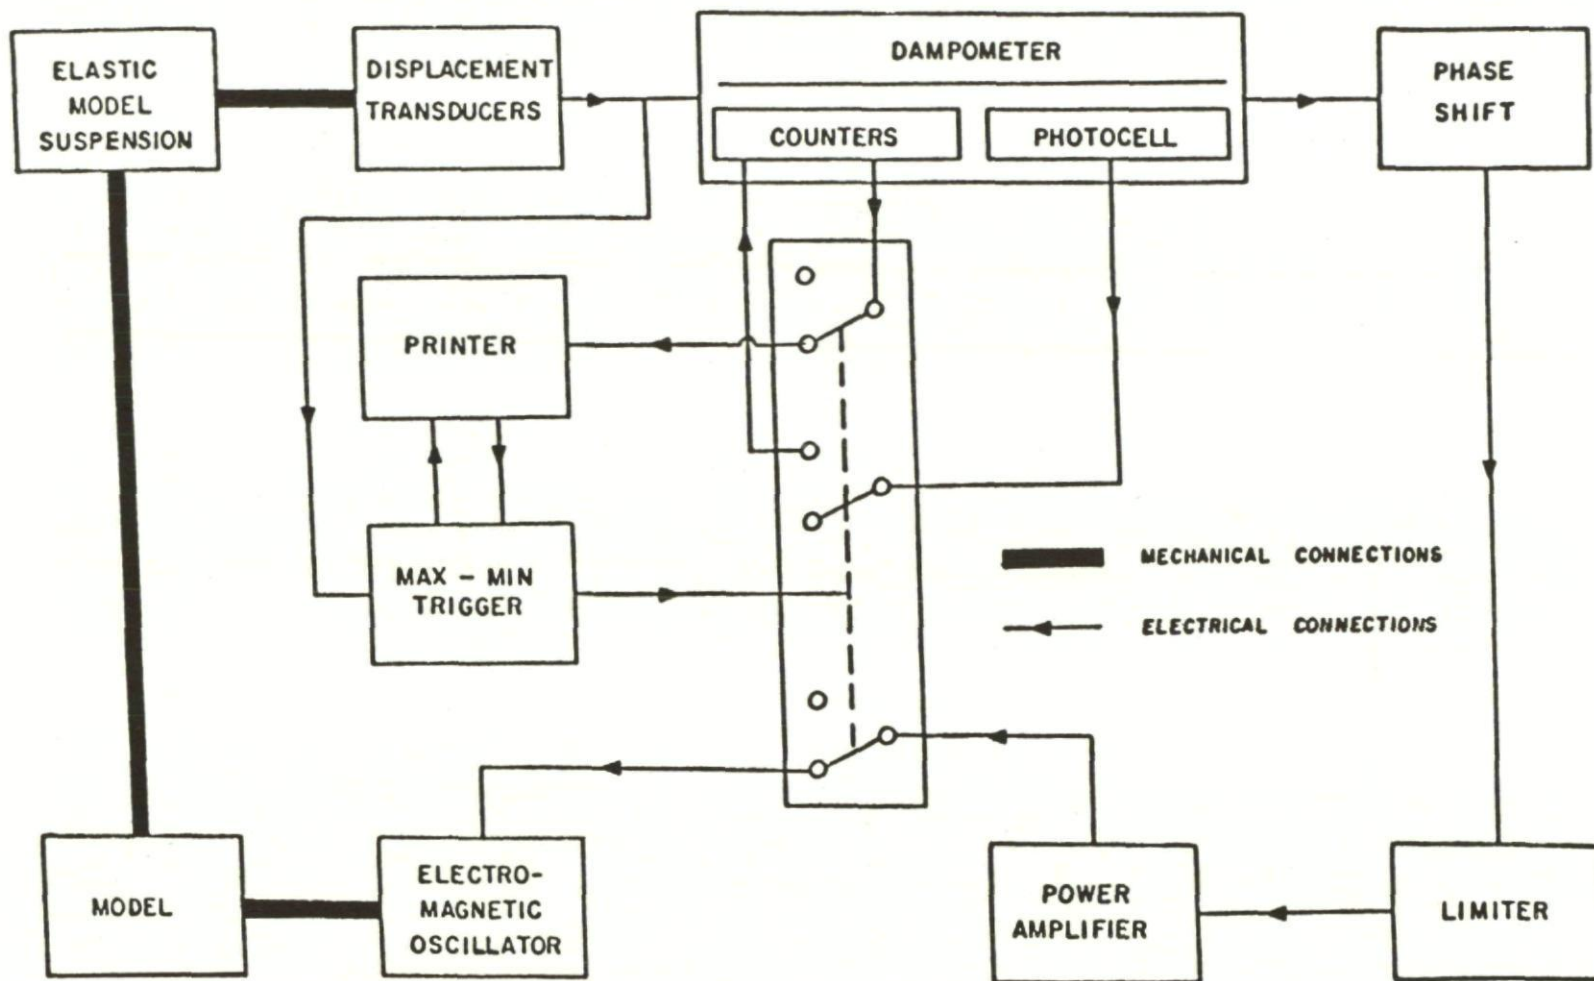 ELASTIC
MODEL
SUSPENSION
DISPLACEMENT
TRANSDUCERS
DAMPOMETER
COUNTERS
PHOTOCELL
PHASE
SHIFT
PRINTER
MAX - MIN
TRIGGER
MECHANICAL CONNECTIONS
ELECTRICAL CONNECTIONS
MODEL
ELECTRO-
MAGNETIC
OSCILLATOR
POWER
AMPLIFIER
LIMITER